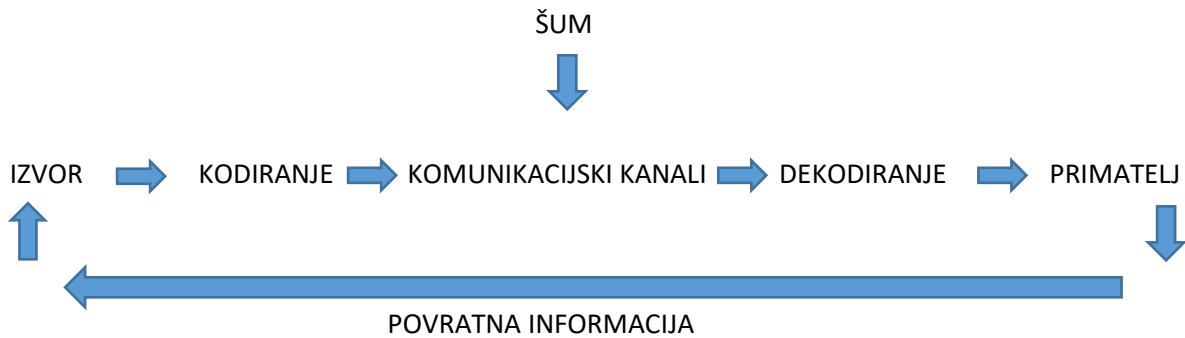 ŠUM
IZVOR KODIRANJE KOMUNIKACIJSKI KANALI DEKODIRANJE PRIMATELJ
POVRATNA INFORMACIJA